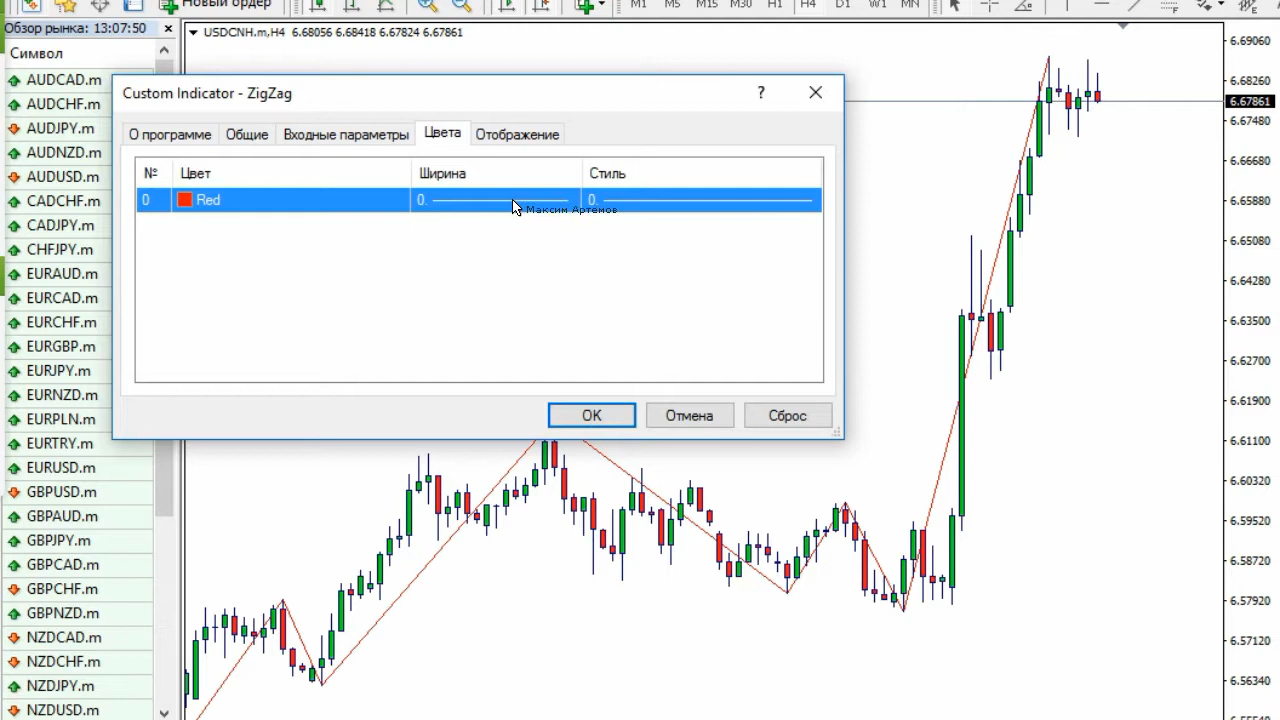 Новый ордер
M1 M5 M15 M30 H1 H4 D1 W1 MN
Обзор рынка: 13:07:50
Символ
AUDCAD.m
AUDCHF.m
AUDJPY.m
AUDNZD.m
AUDUSD.m
CADCHF.m
CADJPY.m
CHFJPY.m
EURAUD.m
EURCAD.m
EURCHF.m
EURGBP.m
EURJPY.m
EURNZD.m
EURPLN.m
EURTRY.m
EURUSD.m
GBPUSD.m
GBPAUD.m
GBPJPY.m
GBPCAD.m
GBPCHF.m
GBPNZD.m
NZDCAD.m
NZDCHF.m
NZDJPY.m
NZDUSD.m
USDCNH.m,H4 6.68056 6.68418 6.67824 6.67861
Custom Indicator - ZigZag
О программе Общие Входные параметры Цвета Отображение
№ Цвет Ширина Стиль
0 Red 0. 0.
Максим Артёмов
OK Отмена Сброс
6.69060
6.68260
6.67861
6.67480
6.66680
6.65880
6.65080
6.64280
6.63500
6.62700
6.61900
6.61100
6.60320
6.59520
6.58720
6.57920
6.57120
6.56340